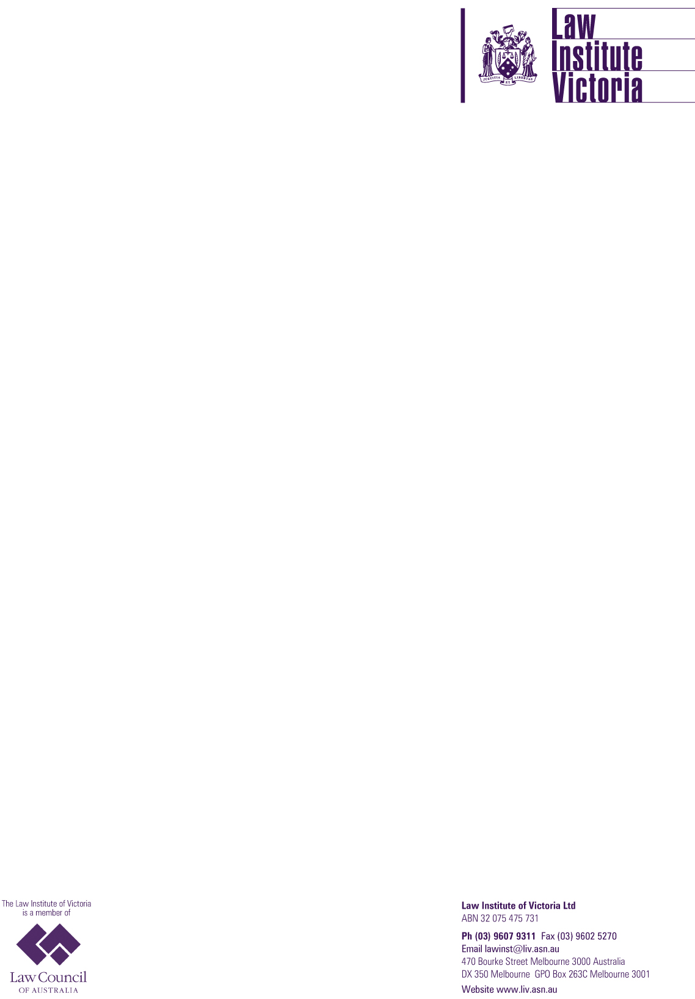 Law
Institute
Victoria
JUSTITIA ET LIBERTAS
The Law Institute of Victoria
is a member of
Law Council
OF AUSTRALIA
Law Institute of Victoria Ltd
ABN 32 075 475 731
Ph (03) 9607 9311 Fax (03) 9602 5270
Email lawinst@liv.asn.au
470 Bourke Street Melbourne 3000 Australia
DX 350 Melbourne GPO Box 263C Melbourne 3001
Website www.liv.asn.au